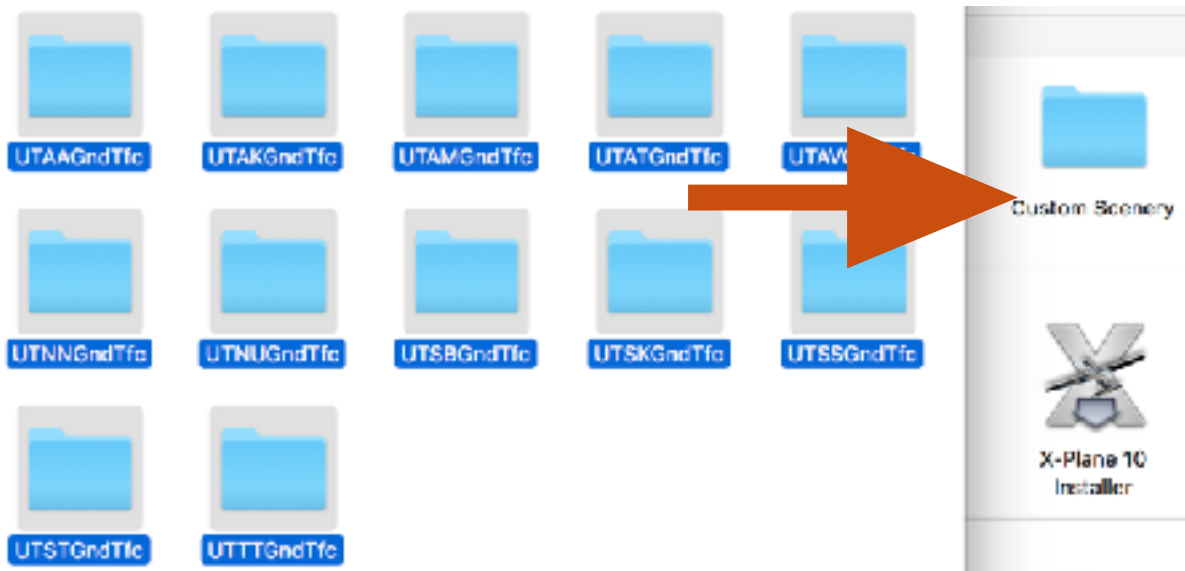 UTAAGndTfc UTAKGndTfc UTAMGndTfc UTATGndTfc
Custom Scenery
UTNNGndTfc UTNUGndTfc UTSBGndTfc UTSKGndTfc UTSSGndTfc
X-Plane 10
Installer
UTSTGndTfc UTTTGndTfc